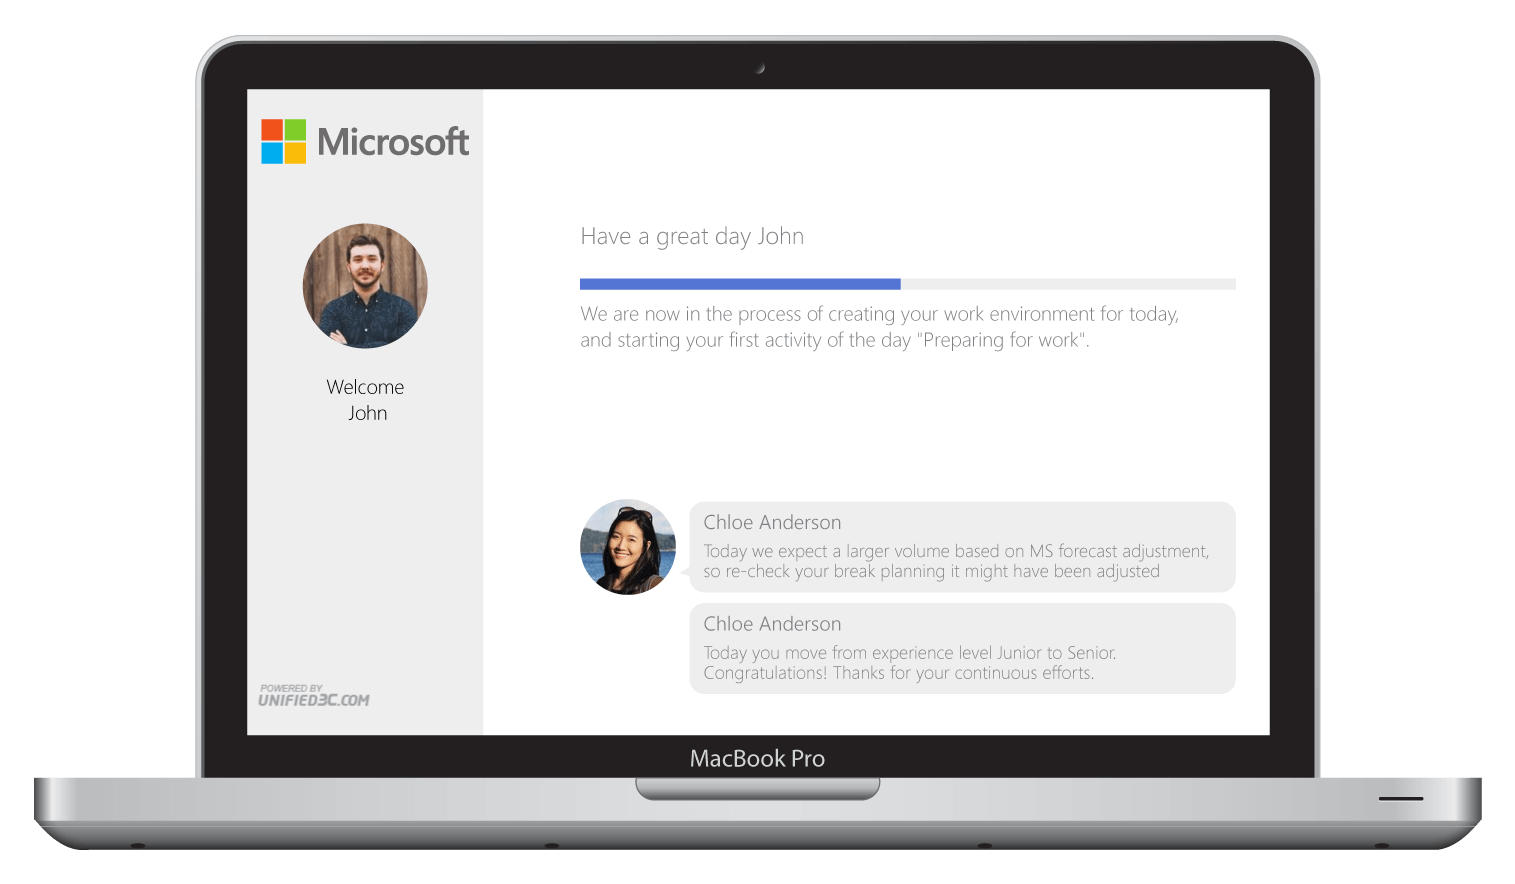 Microsoft
Welcome
John
POWERED BY
UNIFIED3C.COM
Have a great day John
We are now in the process of creating your work environment for today,
and starting your first activity of the day "Preparing for work".
Chloe Anderson
Today we expect a larger volume based on MS forecast adjustment,
so re-check your break planning it might have been adjusted
Chloe Anderson
Today you move from experience level Junior to Senior.
Congratulations! Thanks for your continuous efforts.
MacBook Pro